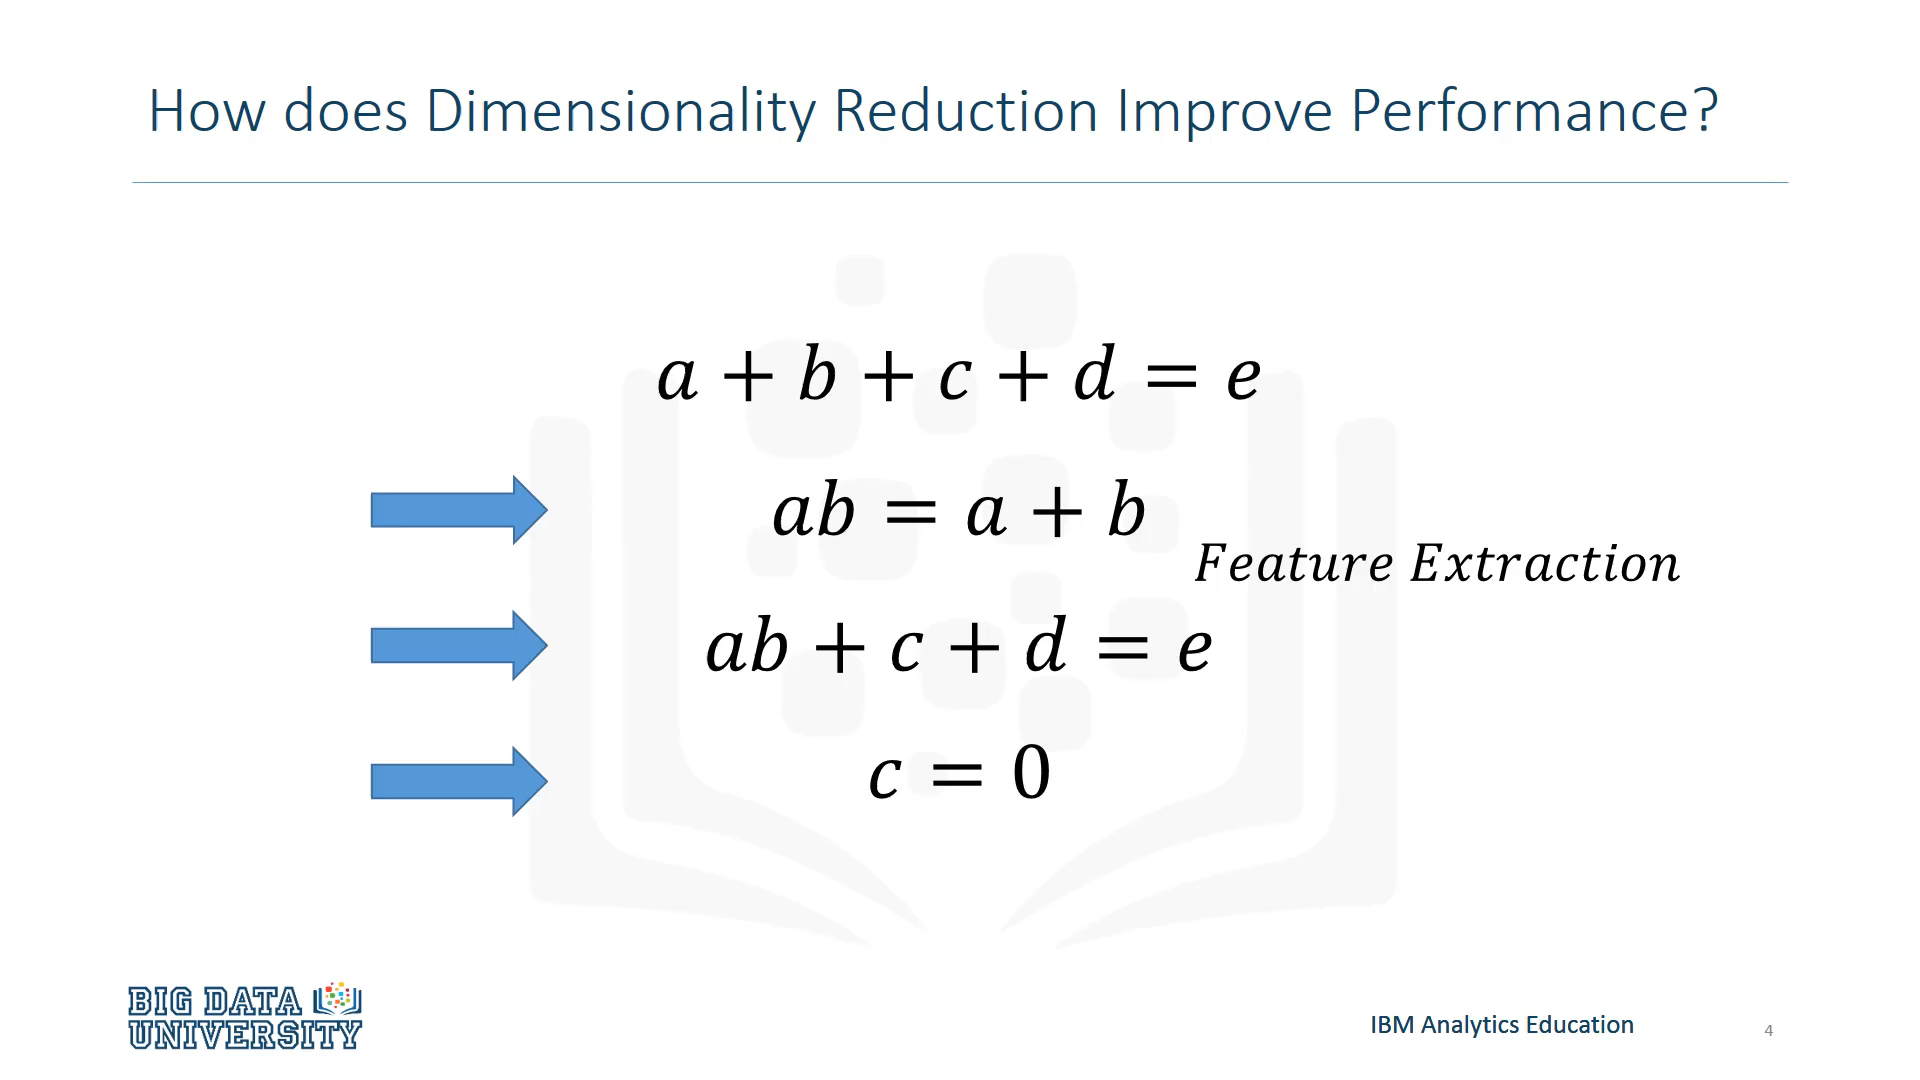 How does Dimensionality Reduction Improve Performance?
a + b + c + d = e
ab = a + b
Feature Extraction
ab + c + d = e
c = 0
BIG DATA
UNIVERSITY
IBM Analytics Education
4